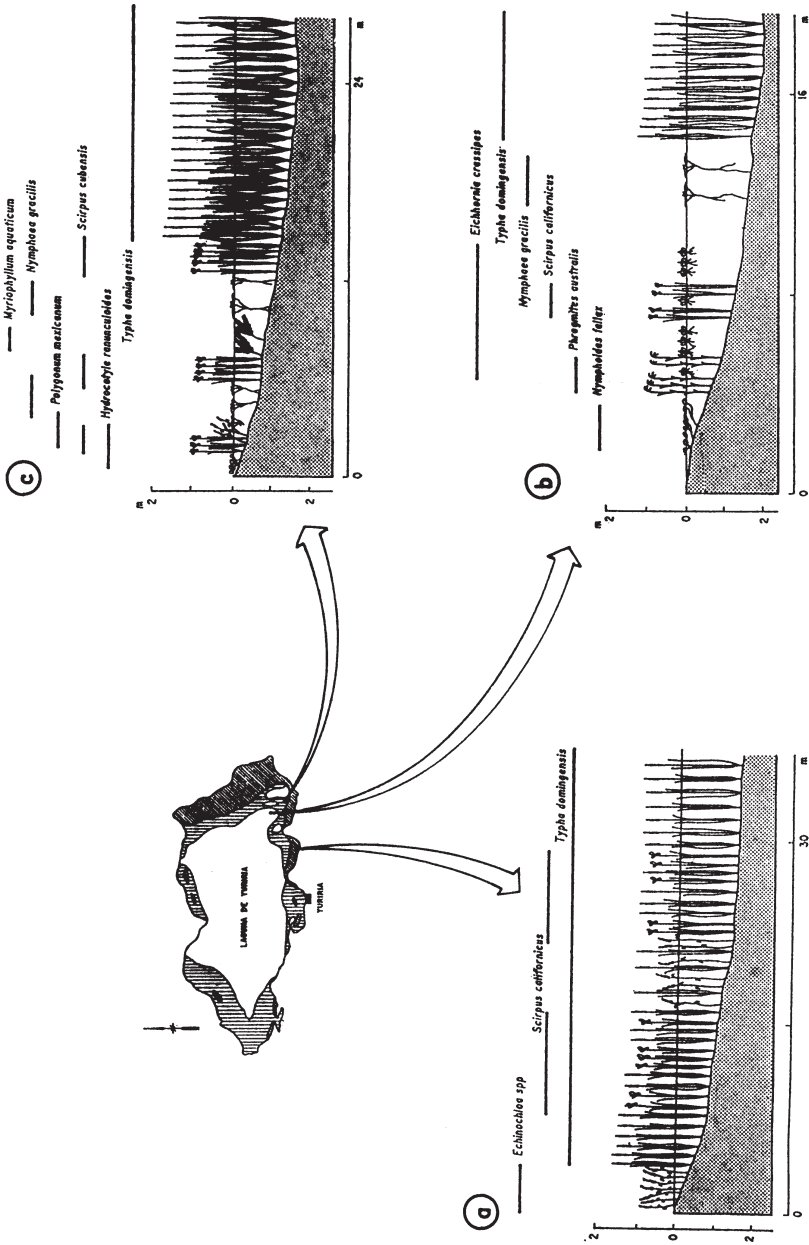 c
Myriophyllum aquaticum
Nymphaea gracilis
Polygonum mexicanum
Scirpus cubensis
Hydrocotyle ranunculoides
Typha domingensis
m
2
0
2
0
24
m
b
Eichhornia crassipes
Typha domingensis
Nymphaea gracilis
Scirpus californicus
Phragmites australis
Nymphoides fallax
m
2
0
2
0
16
m
LAGUNA DE YURIRIA
YURIRIA
a
Echinochloa spp
Scirpus californicus
Typha domingensis
2
0
2
0
30
m